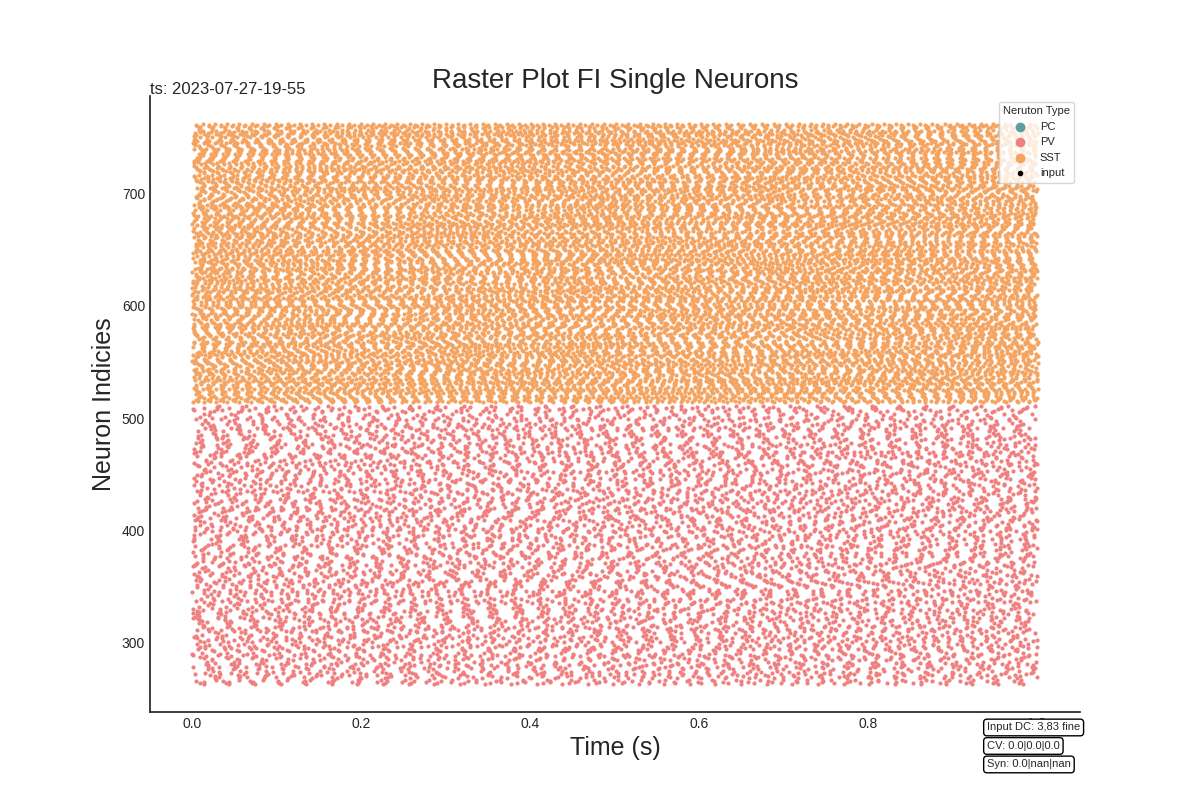 Raster Plot FI Single Neurons
ts: 2023-07-27-19-55
Neruton Type
PC
PV
SST
input
Neuron Indicies
700
600
500
400
300
0.0 0.2 0.4 0.6 0.8
Time (s)
Input DC: 3,83 fine
CV: 0.0|0.0|0.0
Syn: 0.0|nan|nan